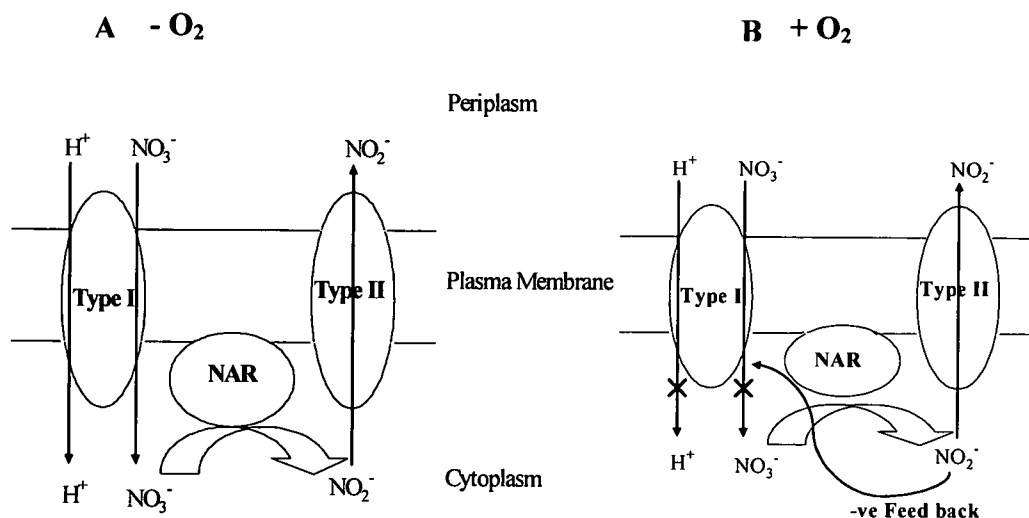 A - O₂
B + O₂
Periplasm
H⁺ NO₃⁻ NO₂⁻
H⁺ NO₃⁻ NO₂⁻
Type I Type II
Plasma Membrane
Type I Type II
NAR
NAR
H⁺ NO₃⁻ NO₂⁻
Cytoplasm
H⁺ NO₃⁻ NO₂⁻
-ve Feed back